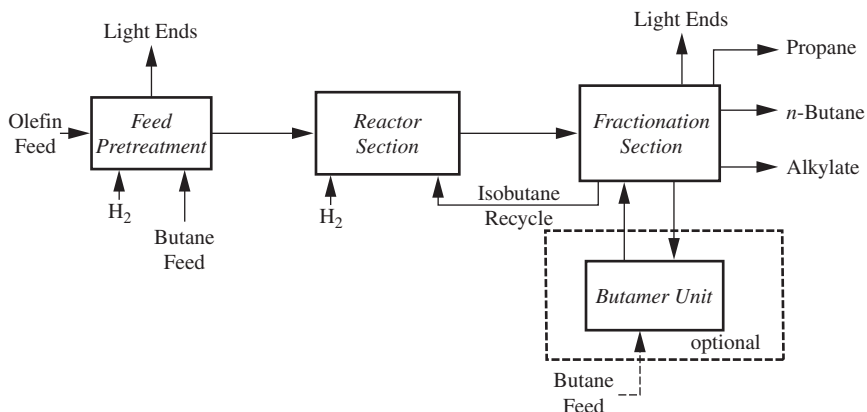 Light Ends
Light Ends
Propane
Olefin
Feed
Feed
Pretreatment
Reactor
Section
Fractionation
Section
n-Butane
Alkylate
H2
Butane
Feed
H2
Isobutane
Recycle
Butamer Unit
optional
Butane
Feed